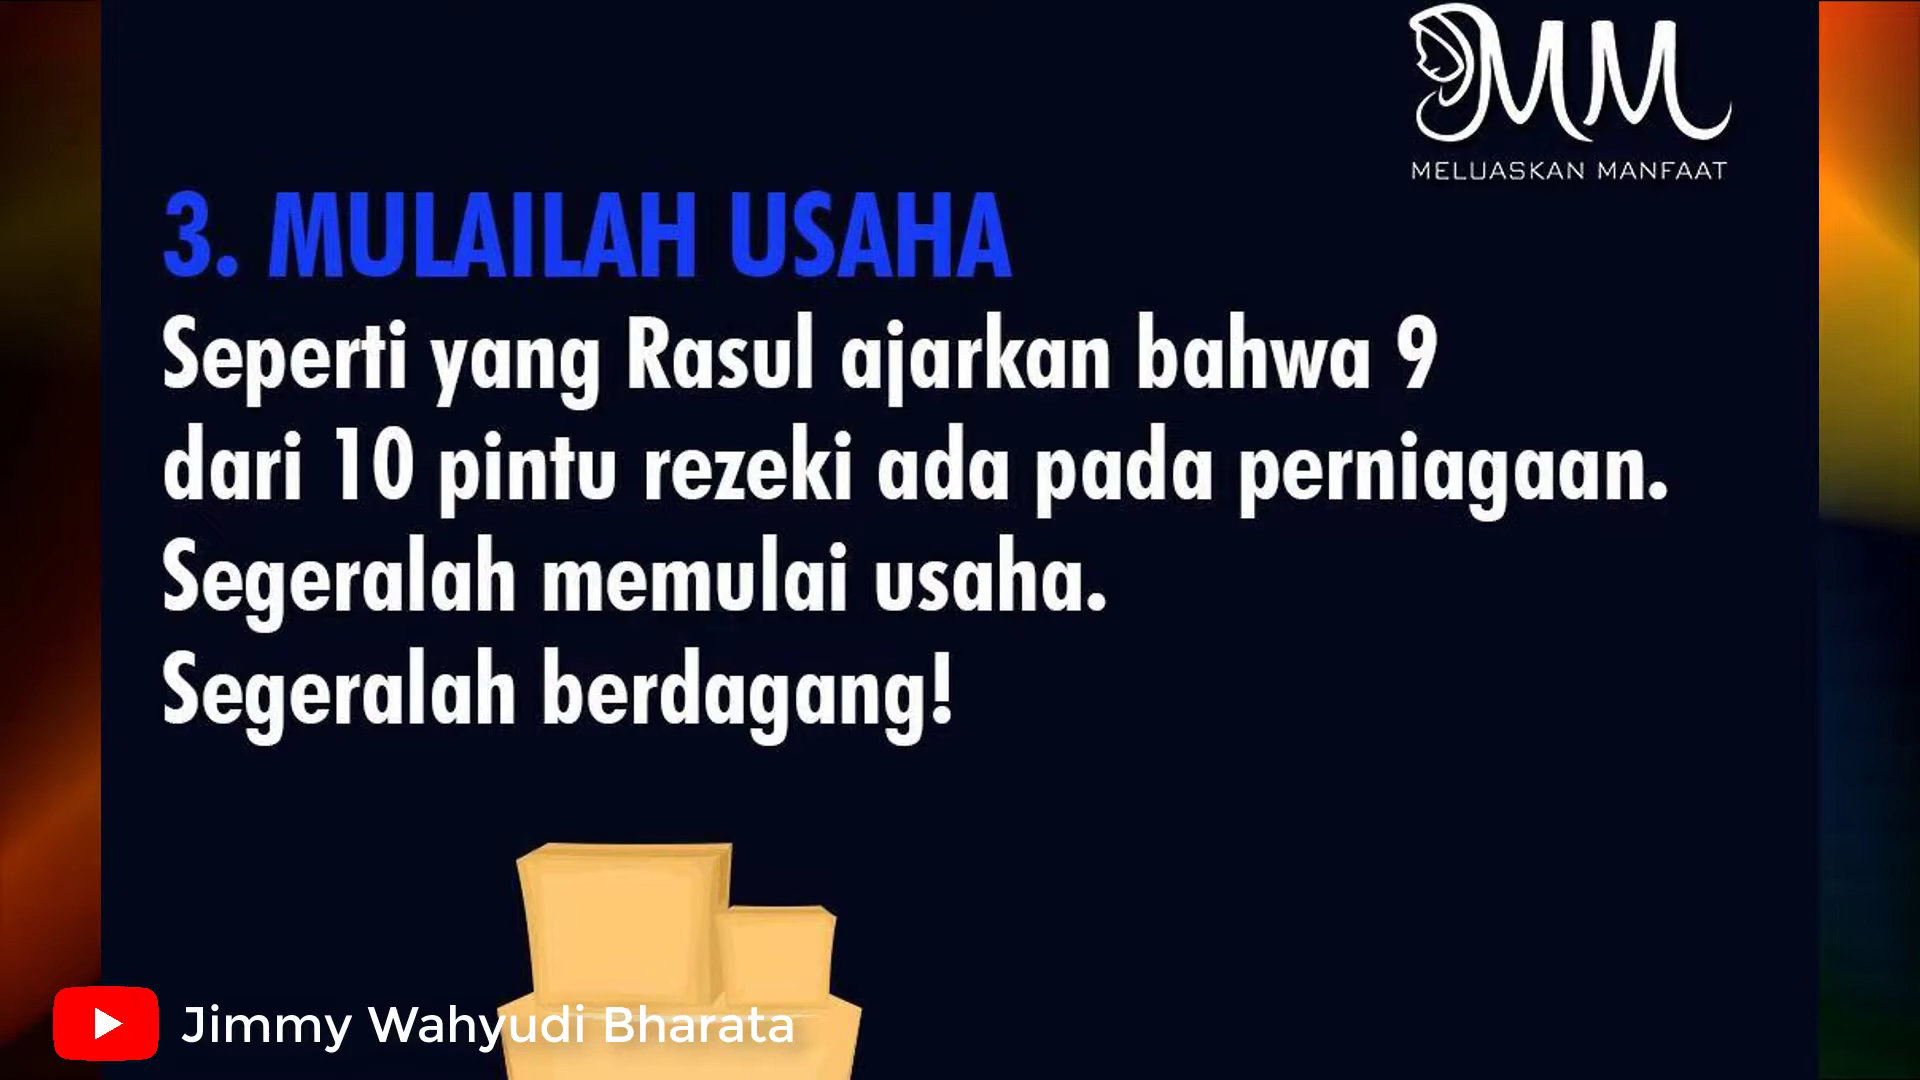 MM
MELUASKAN MANFAAT
3. MULAILAH USAHA
Seperti yang Rasul ajarkan bahwa 9
dari 10 pintu rezeki ada pada perniagaan.
Segeralah memulai usaha.
Segeralah berdagang!
Jimmy Wahyudi Bharata